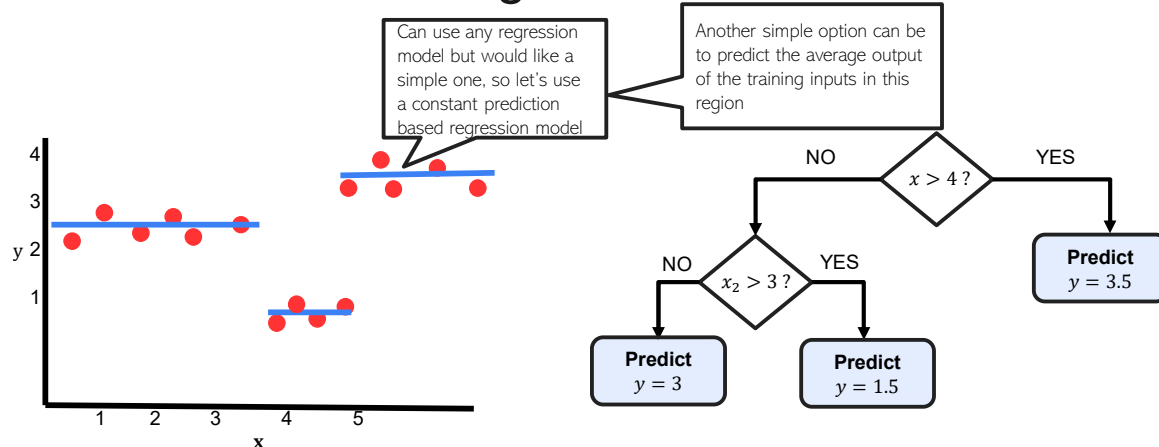 g
Can use any regression
model but would like a
simple one, so let's use
a constant prediction
based regression model
Another simple option can be
to predict the average output
of the training inputs in this
region
4
3
y 2
1
1 2 3 4 5
x
NO
x > 4 ?
YES
NO
x₂ > 3 ?
YES
Predict
y = 3.5
Predict
y = 3
Predict
y = 1.5